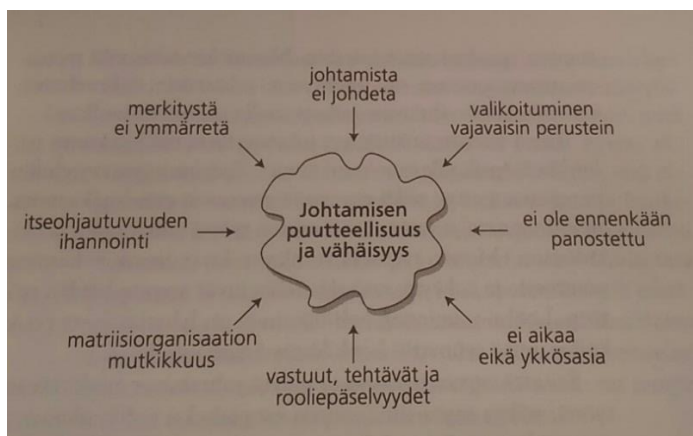 johtamista
ei johdeta
merkitystä
ei ymmärretä
valikoituminen
vajavaisin perustein
itseohjautuvuuden
ihannointi
Johtamisen
puutteellisuus
ja vähäisyys
ei ole ennenkään
panostettu
matriisiorganisaation
mutkikkuus
vastuut, tehtävät ja
rooliepäselvyydet
ei aikaa
eikä ykkösasia